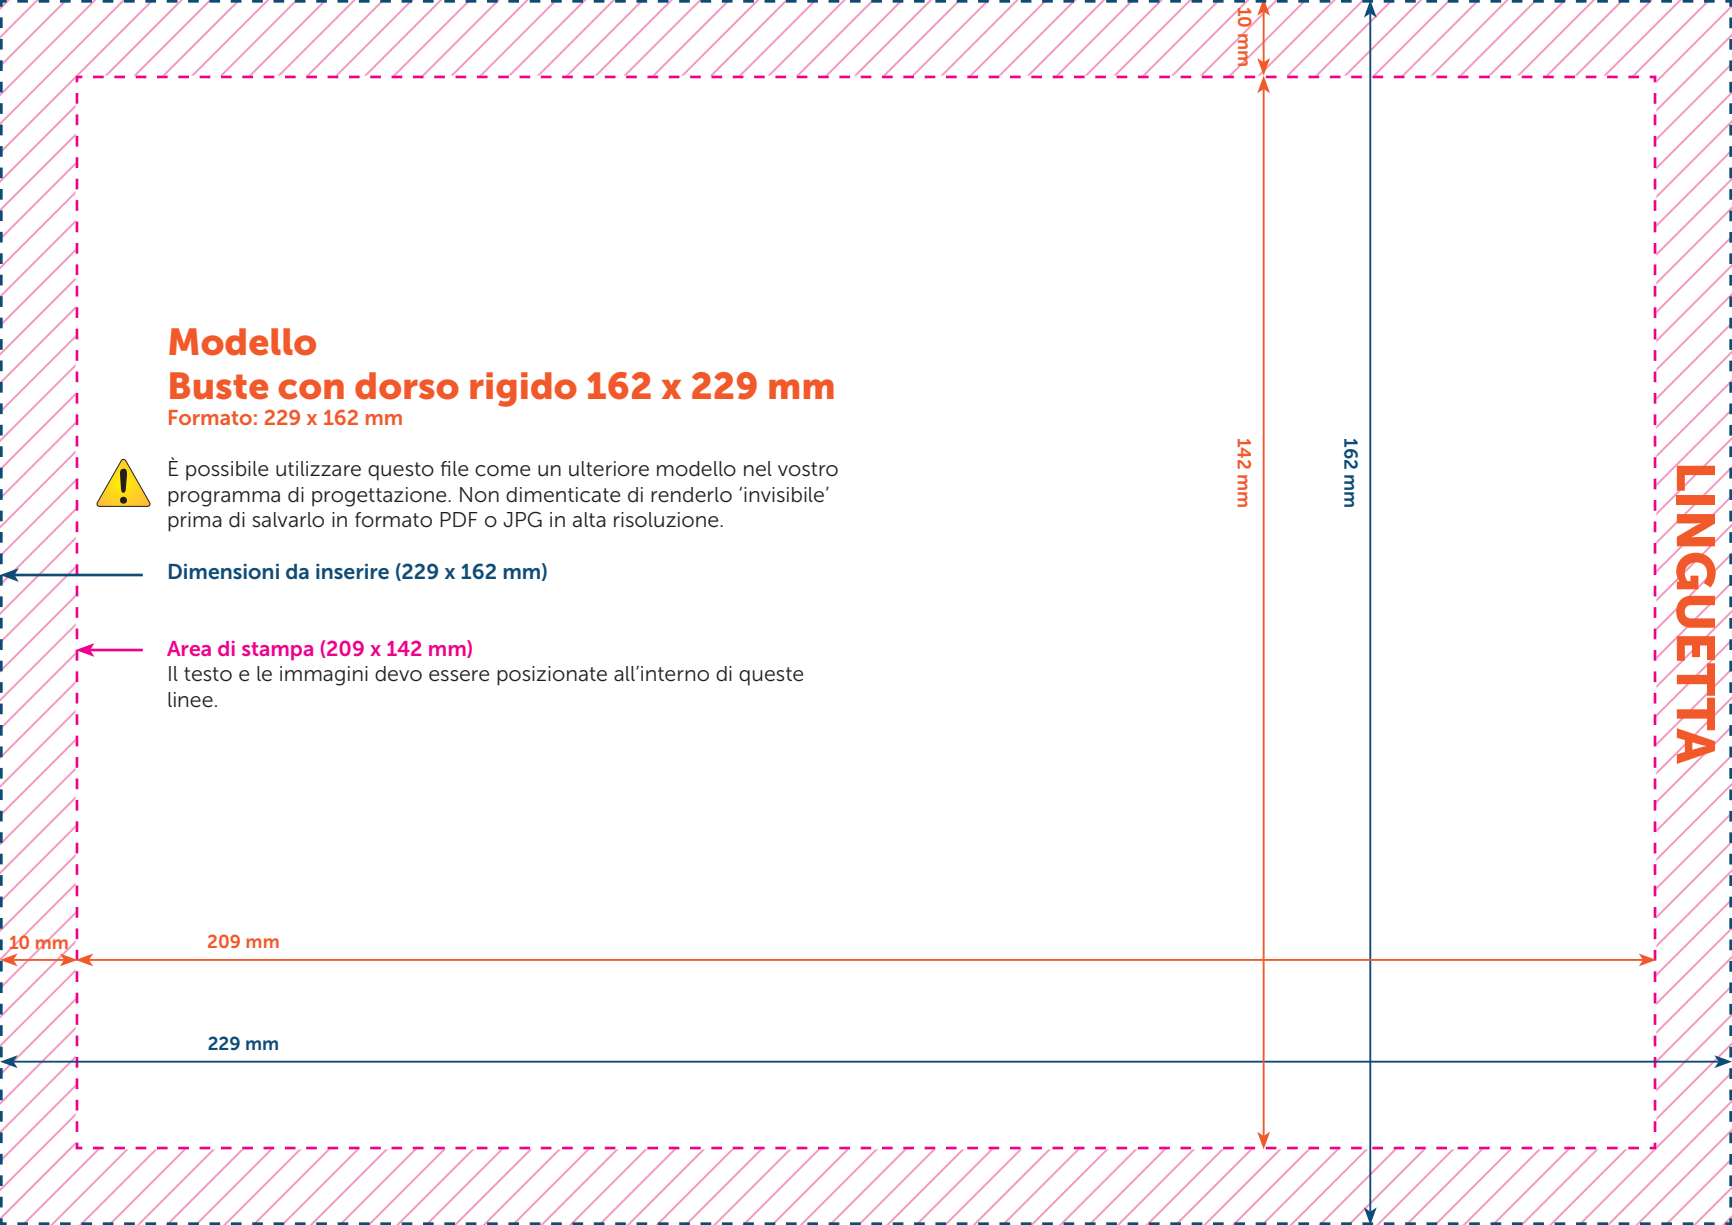 10 mm
Modello
Buste con dorso rigido 162 x 229 mm
Formato: 229 x 162 mm
142 mm
162 mm
È possibile utilizzare questo file come un ulteriore modello nel vostro
programma di progettazione. Non dimenticate di renderlo ‘invisibile’
prima di salvarlo in formato PDF o JPG in alta risoluzione.
LINGUETTA
Dimensioni da inserire (229 x 162 mm)
Area di stampa (209 x 142 mm)
Il testo e le immagini devo essere posizionate all’interno di queste
linee.
10 mm
209 mm
229 mm